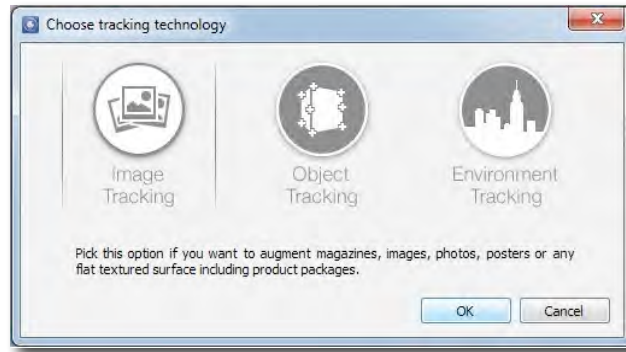 Choose tracking technology
Image
Tracking
Object
Tracking
Environment
Tracking
Pick this option if you want to augment magazines, images, photos, posters or any
flat textured surface including product packages.
OK
Cancel